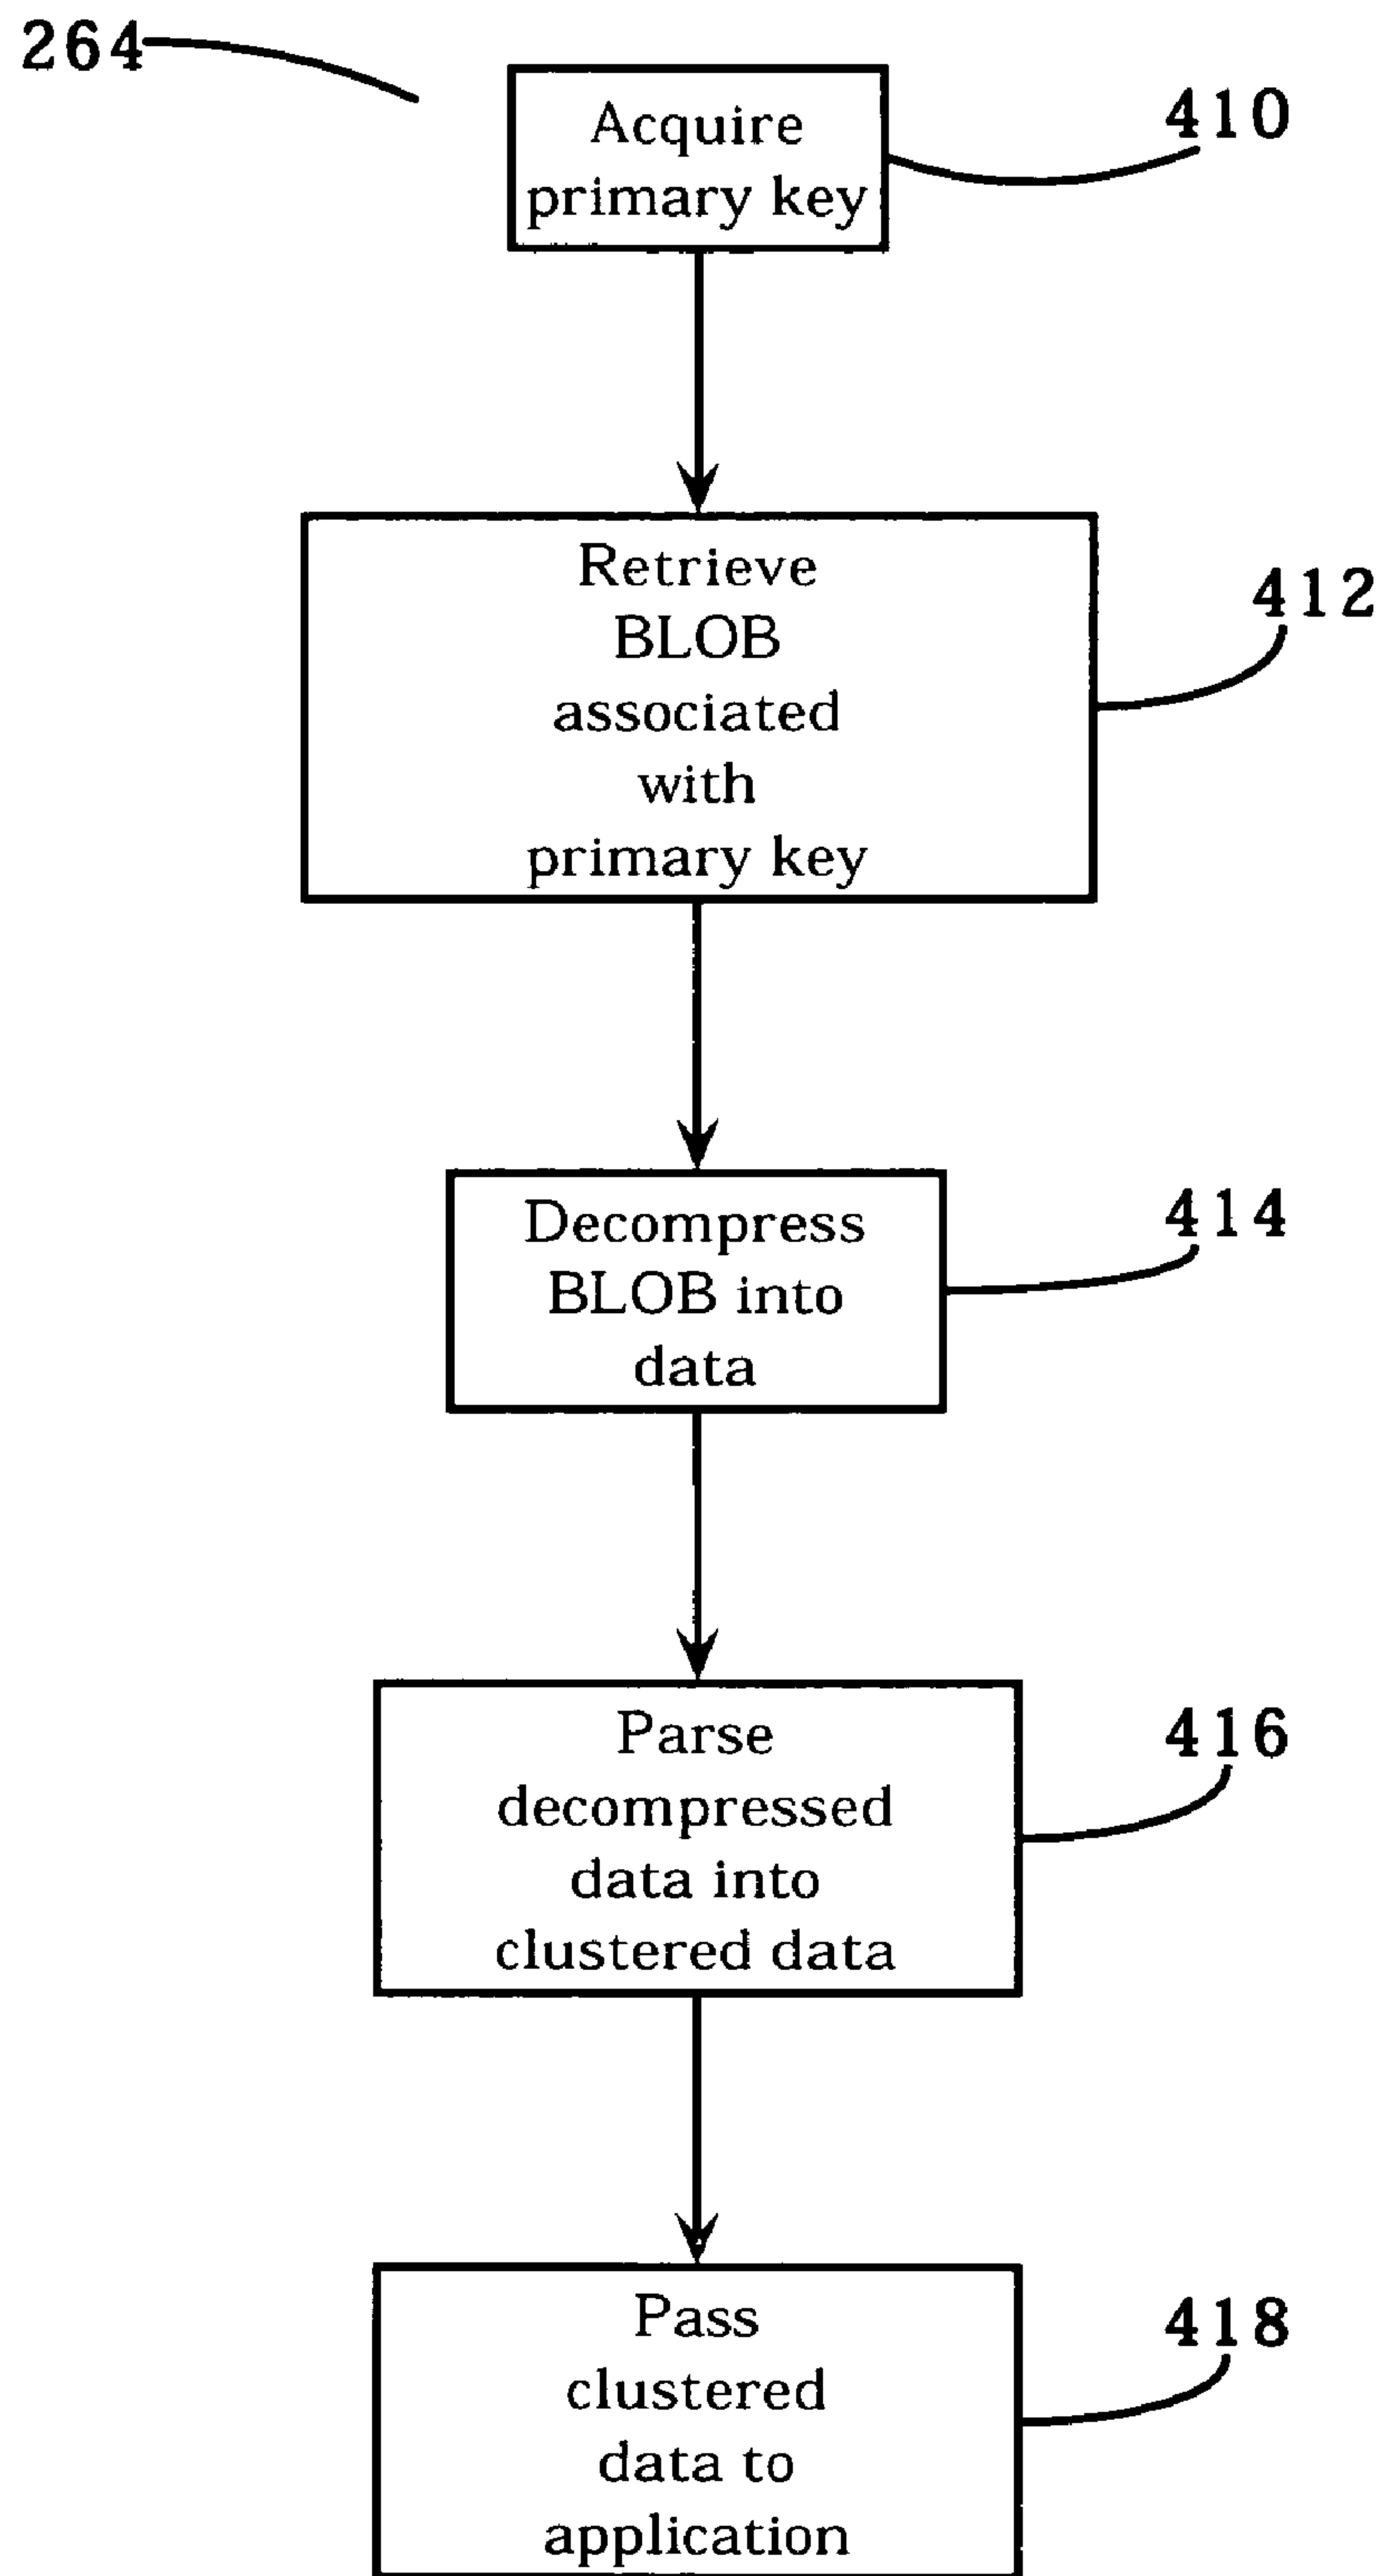 264
Acquire
primary key
410
Retrieve
BLOB
associated
with
primary key
412
Decompress
BLOB into
data
414
Parse
decompressed
data into
clustered data
416
Pass
clustered
data to
application
418